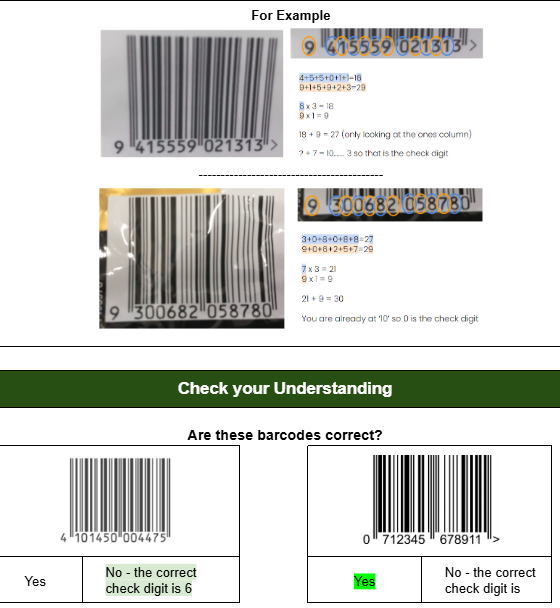 For Example
9 415559 021313 >
9 415559 021313 >
4+5+5+0+1+1=16
9+1+5+9+2+3=29
6 x 3 = 18
9 x 1 = 9
18 + 9 = 27 (only looking at the ones column)
? + 7 = 10...... 3 so that is the check digit
9 300682 058780
9 300682 058780
3+0+8+0+8+8=27
9+0+6+2+5+7=29
7 x 3 = 21
9 x 1 = 9
21 + 9 = 30
You are already at '10' so 0 is the check digit
Check your Understanding
Are these barcodes correct?
4 101450 004475
Yes
No - the correct
check digit is 6
0 712345 678911 >
Yes
No - the correct
check digit is